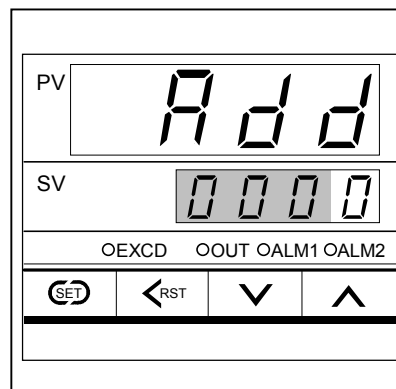 PV Add
SV 0000
EXCD OUT ALM1 ALM2
SET RST